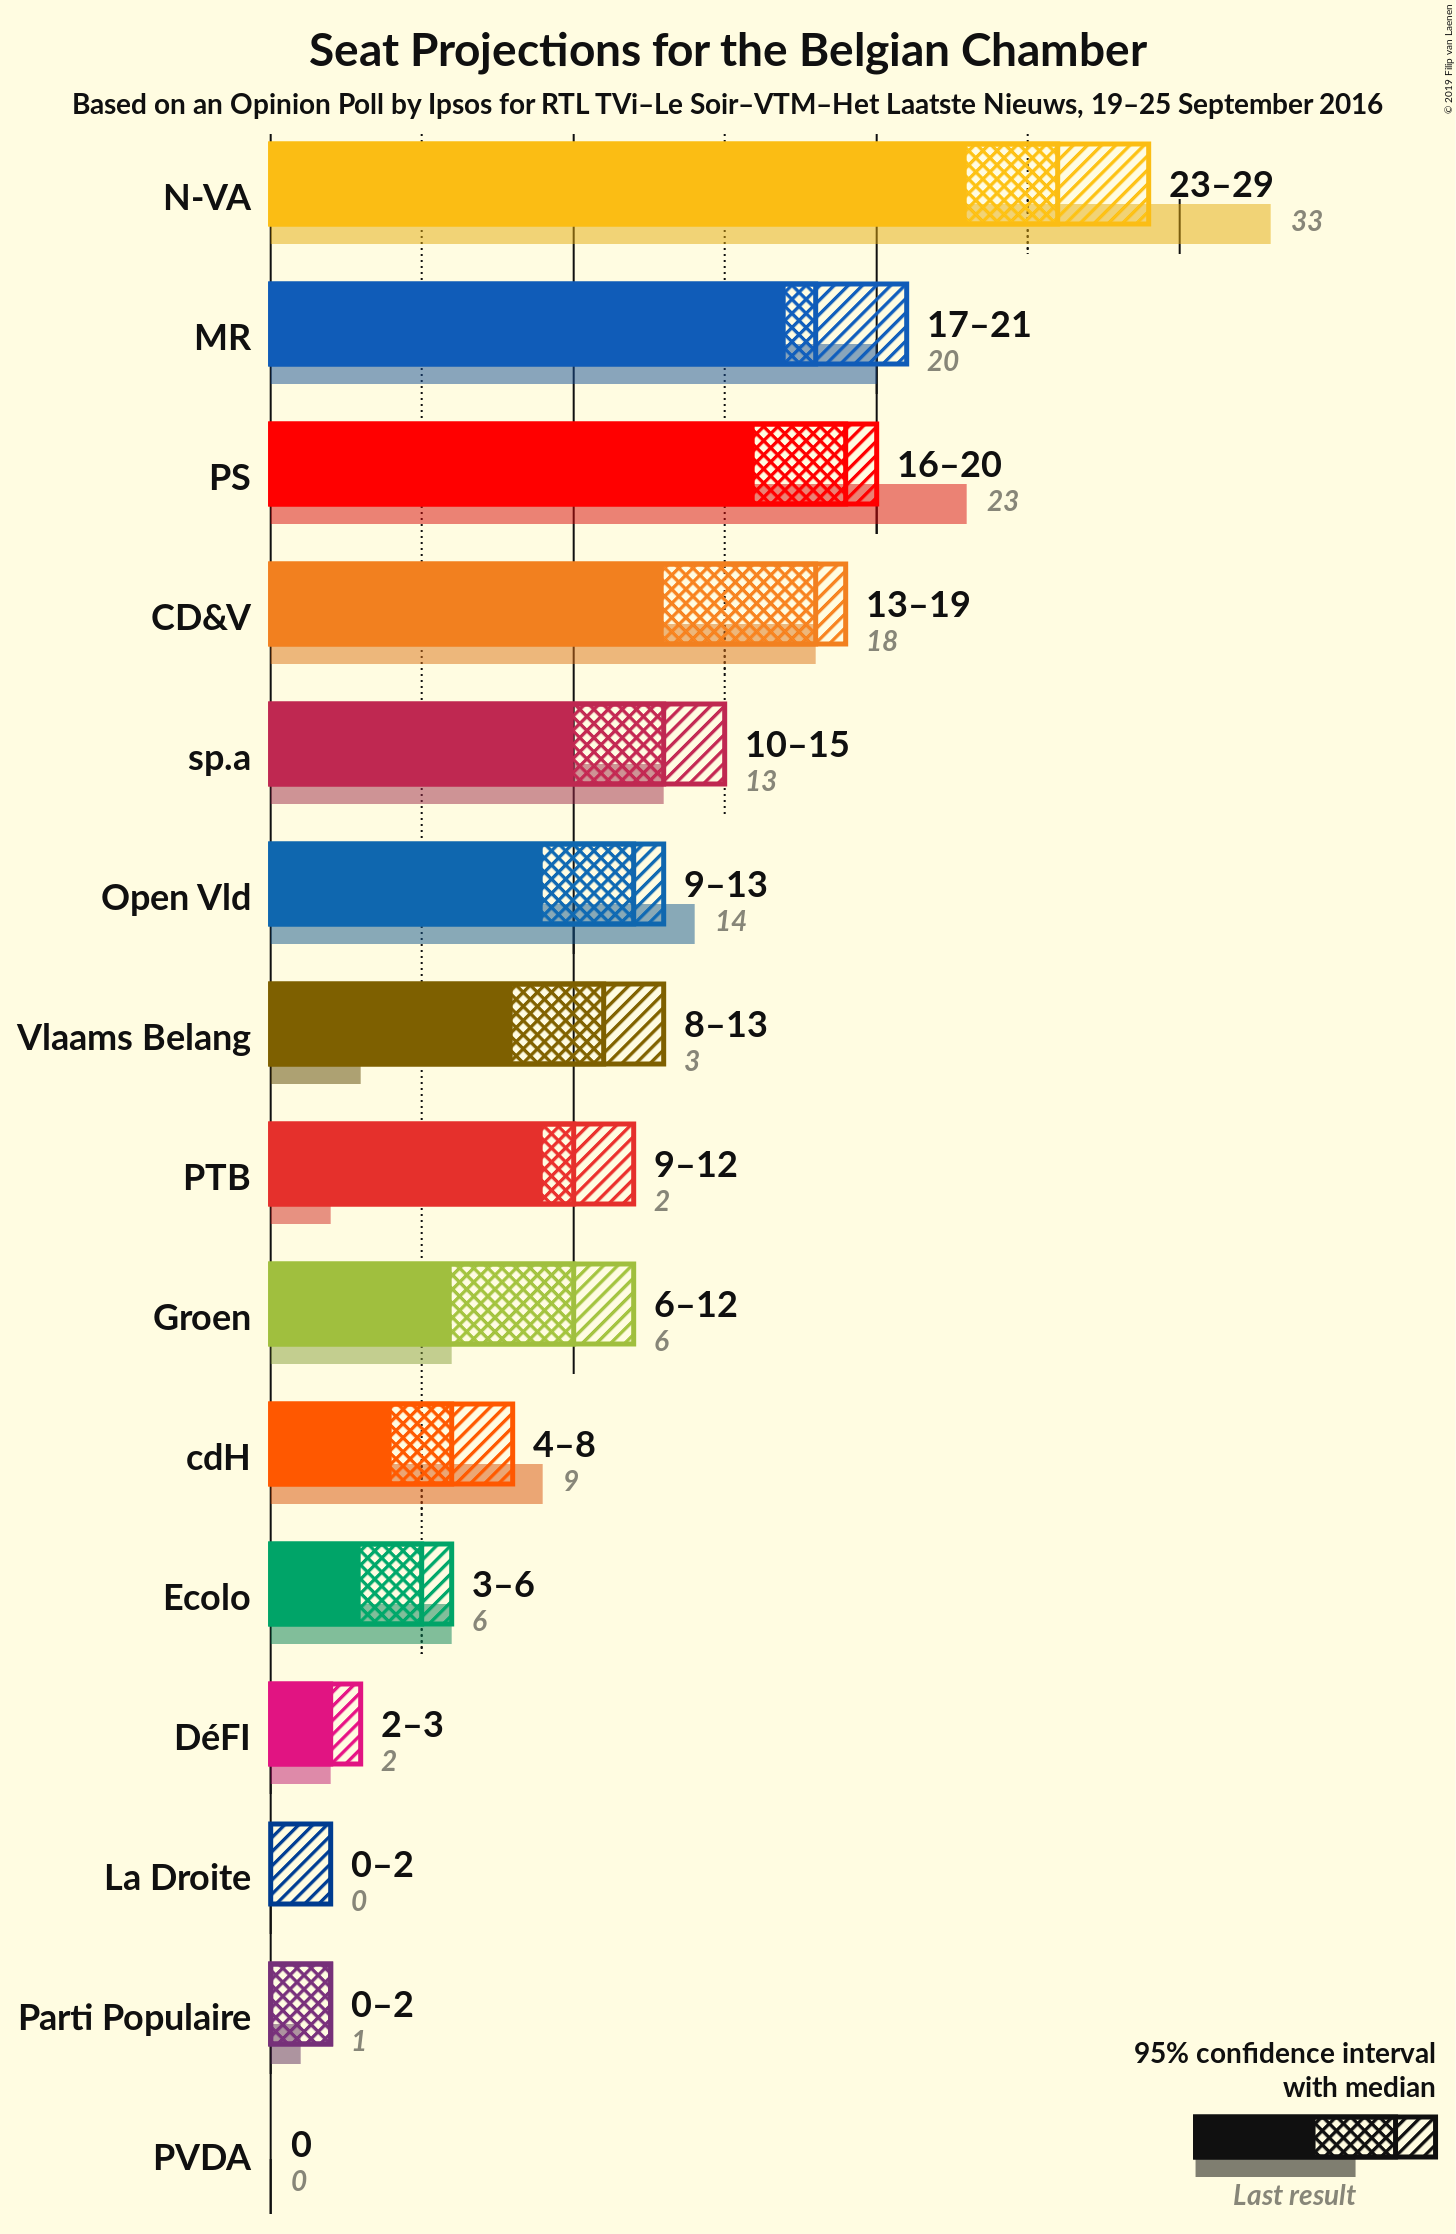 Seat Projections for the Belgian Chamber
Based on an Opinion Poll by Ipsos for RTL TVi–Le Soir–VTM–Het Laatste Nieuws, 19–25 September 2016
© 2019 Filip van Laenen
N-VA
23–29
33
MR
17–21
20
PS
16–20
23
CD&V
13–19
18
sp.a
10–15
13
Open Vld
9–13
14
Vlaams Belang
8–13
3
PTB
9–12
2
Groen
6–12
6
cdH
4–8
9
Ecolo
3–6
6
DéFI
2–3
2
La Droite
0–2
0
Parti Populaire
0–2
1
PVDA
0
0
95% confidence interval
with median
Last result